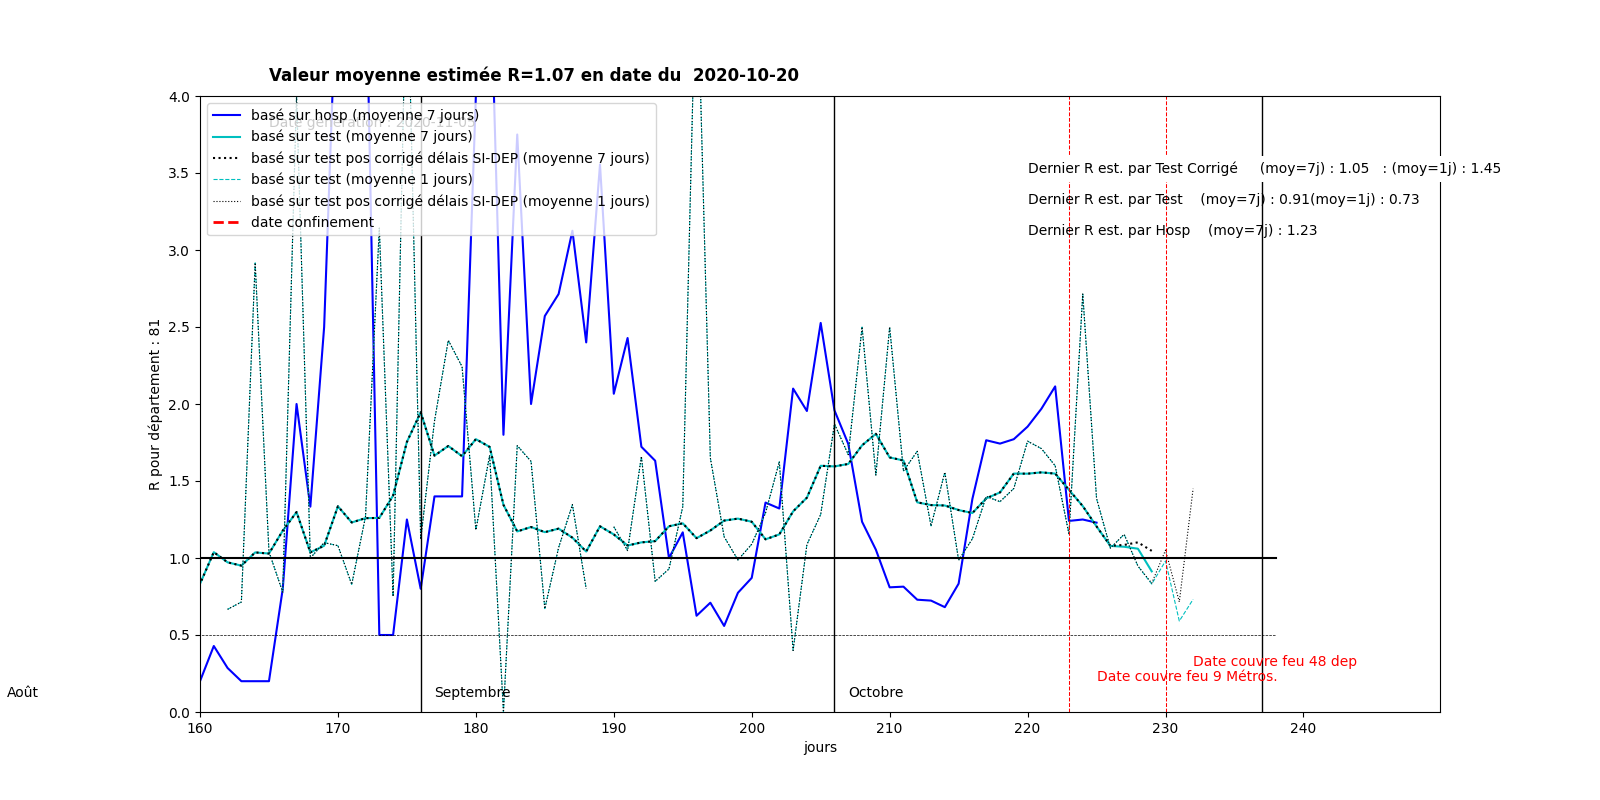 Valeur moyenne estimée R=1.07 en date du  2020-10-20
Date génération : 2020-11-05
basé sur hosp (moyenne 7 jours)
basé sur test (moyenne 7 jours)
basé sur test pos corrigé délais SI-DEP (moyenne 7 jours)
basé sur test (moyenne 1 jours)
basé sur test pos corrigé délais SI-DEP (moyenne 1 jours)
date confinement
Dernier R est. par Test Corrigé     (moy=7j) : 1.05   : (moy=1j) : 1.45
Dernier R est. par Test    (moy=7j) : 0.91(moy=1j) : 0.73
Dernier R est. par Hosp    (moy=7j) : 1.23
4.0
3.5
3.0
2.5
2.0
1.5
1.0
0.5
0.0
R pour département : 81
Date couvre feu 48 dep
Date couvre feu 9 Métros.
Août
Septembre
Octobre
160 170 180 190 200 210 220 230 240
jours